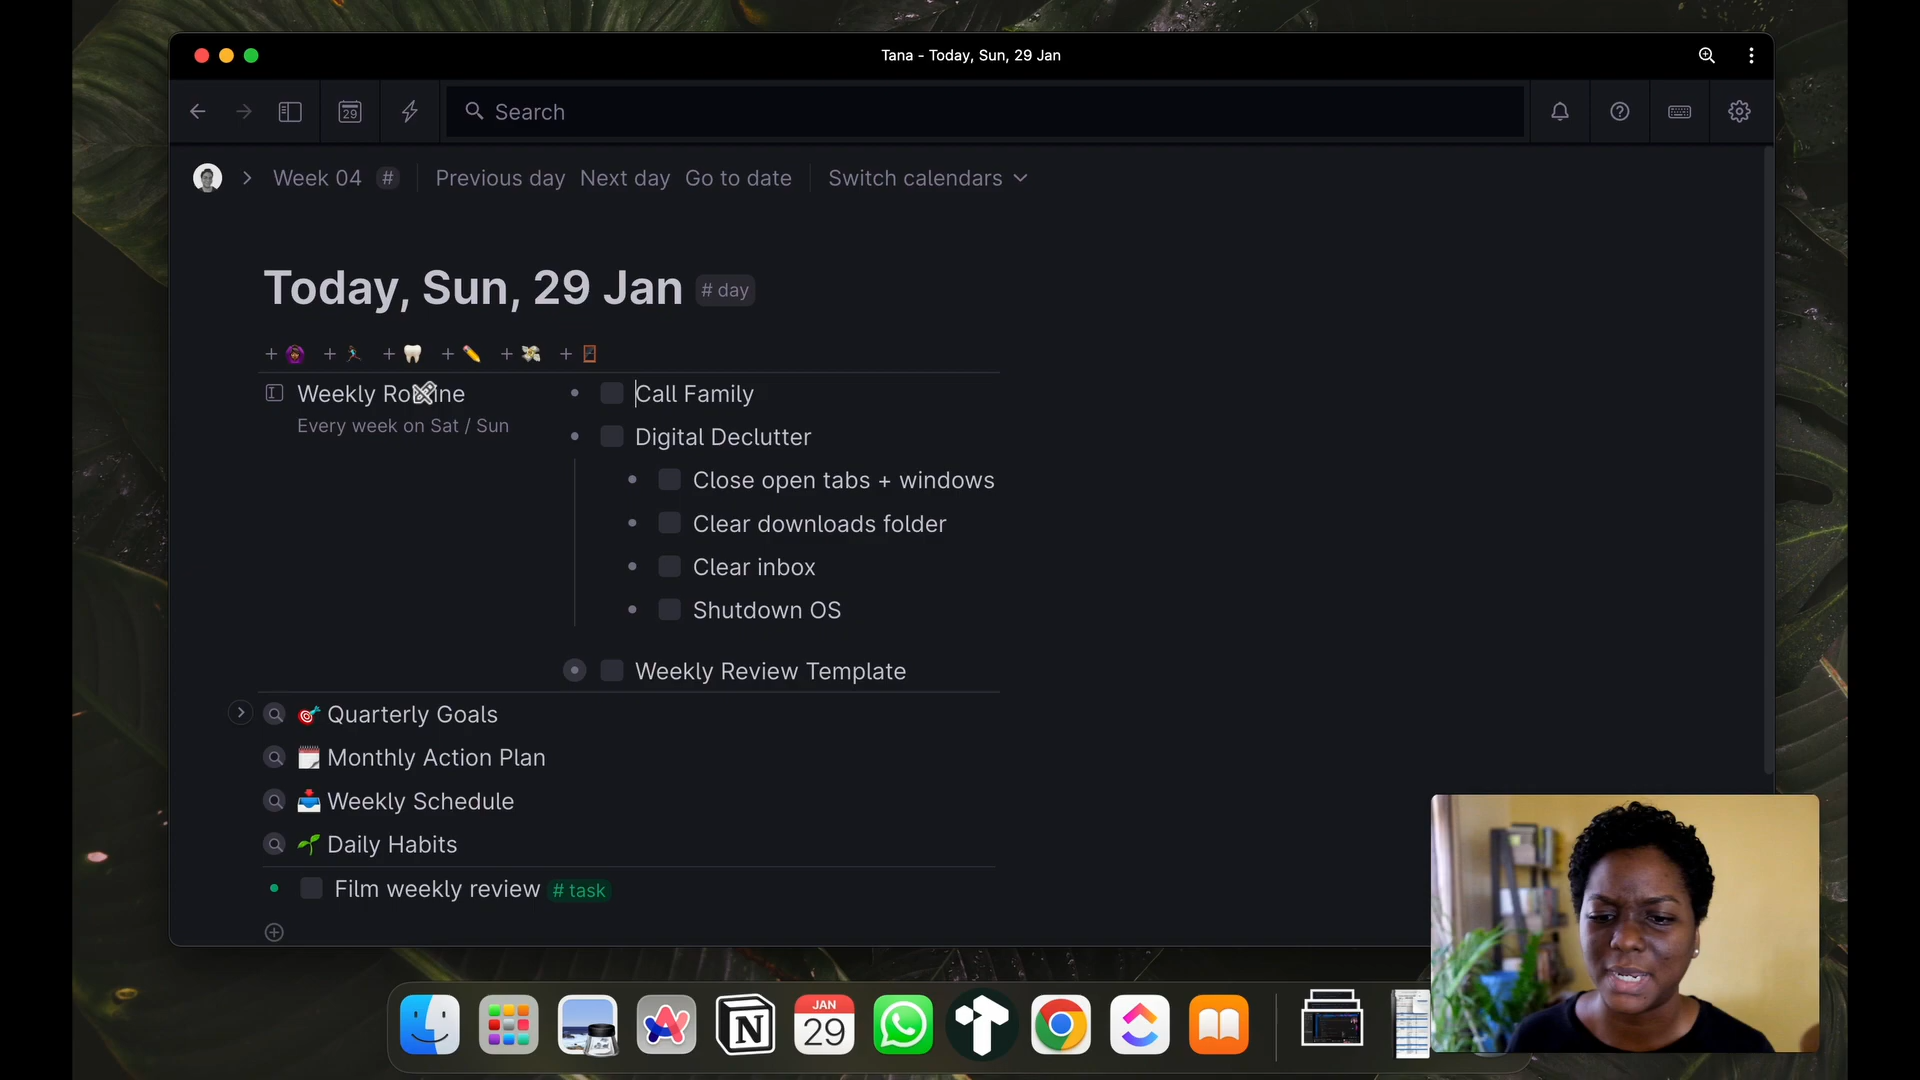 Tana - Today, Sun, 29 Jan
29
Search
Week 04 #
Previous day
Next day
Go to date
Switch calendars
Today, Sun, 29 Jan # day
Weekly Routine
Every week on Sat / Sun
Call Family
Digital Declutter
Close open tabs + windows
Clear downloads folder
Clear inbox
Shutdown OS
Weekly Review Template
Quarterly Goals
Monthly Action Plan
Weekly Schedule
Daily Habits
Film weekly review # task
JAN
29